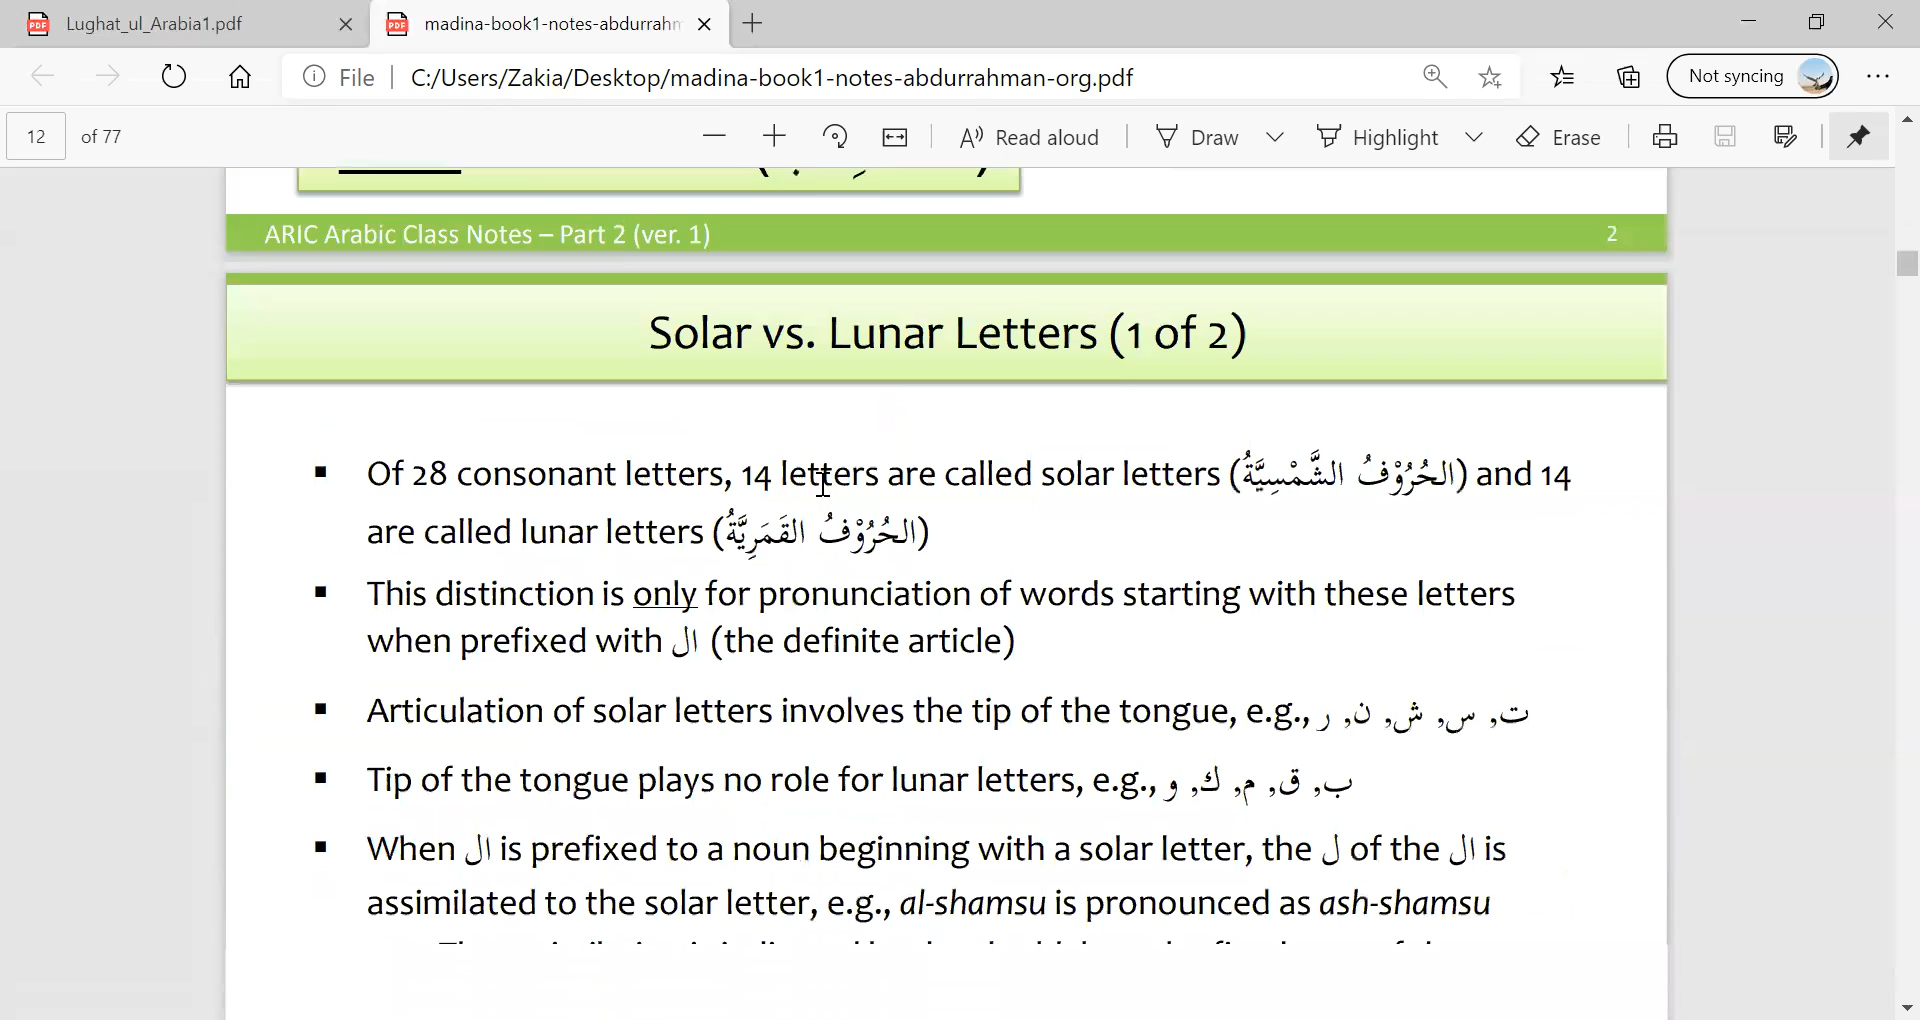 Lughat_ul_Arabia1.pdf
madina-book1-notes-abdurrahm
File
C:/Users/Zakia/Desktop/madina-book1-notes-abdurrahman-org.pdf
Not syncing
12 of 77
Read aloud
Draw
Highlight
Erase
ARIC Arabic Class Notes – Part 2 (ver. 1) 2
Solar vs. Lunar Letters (1 of 2)
▪ Of 28 consonant letters, 14 letters are called solar letters (الحُرُوْفُ الشَّمْسِيَّةُ) and 14
are called lunar letters (الحُرُوْفُ القَمَرِيَّةُ)
▪ This distinction is only for pronunciation of words starting with these letters
when prefixed with ال (the definite article)
▪ Articulation of solar letters involves the tip of the tongue, e.g., ت, س, ش, ن, ر
▪ Tip of the tongue plays no role for lunar letters, e.g., ب, ق, م, ك, و
▪ When ال is prefixed to a noun beginning with a solar letter, the ل of the ال is
assimilated to the solar letter, e.g., al-shamsu is pronounced as ash-shamsu